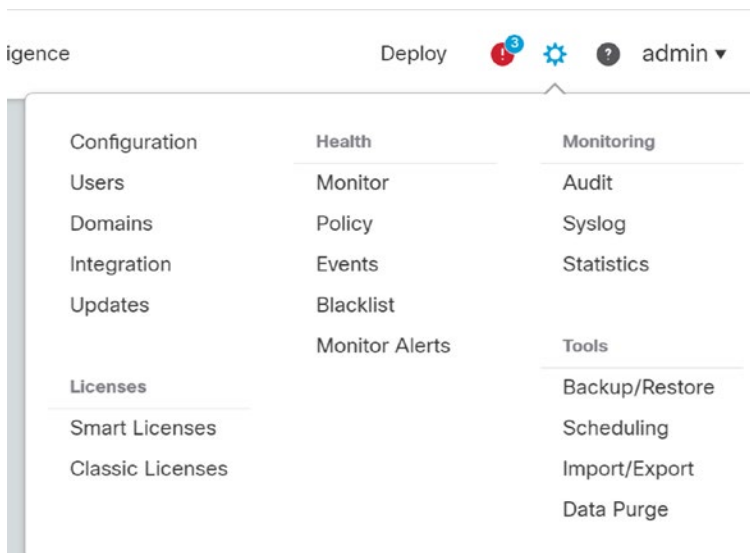 igence
Deploy
3
admin
Configuration
Users
Domains
Integration
Updates
Licenses
Smart Licenses
Classic Licenses
Health
Monitor
Policy
Events
Blacklist
Monitor Alerts
Monitoring
Audit
Syslog
Statistics
Tools
Backup/Restore
Scheduling
Import/Export
Data Purge